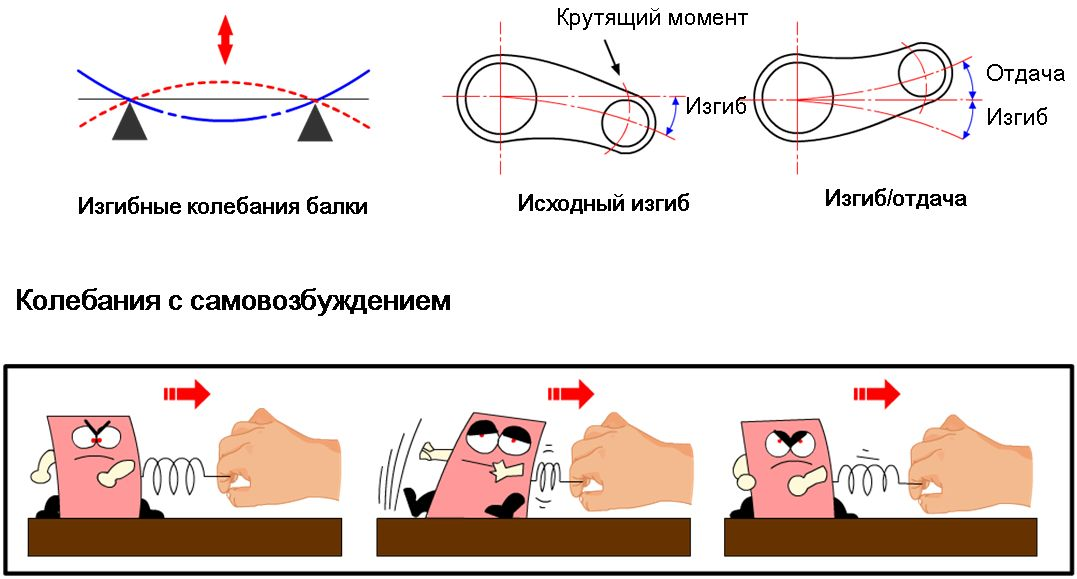 Крутящий момент
Изгиб
Отдача
Изгиб
Изгибные колебания балки
Исходный изгиб
Изгиб/отдача
Колебания с самовозбуждением